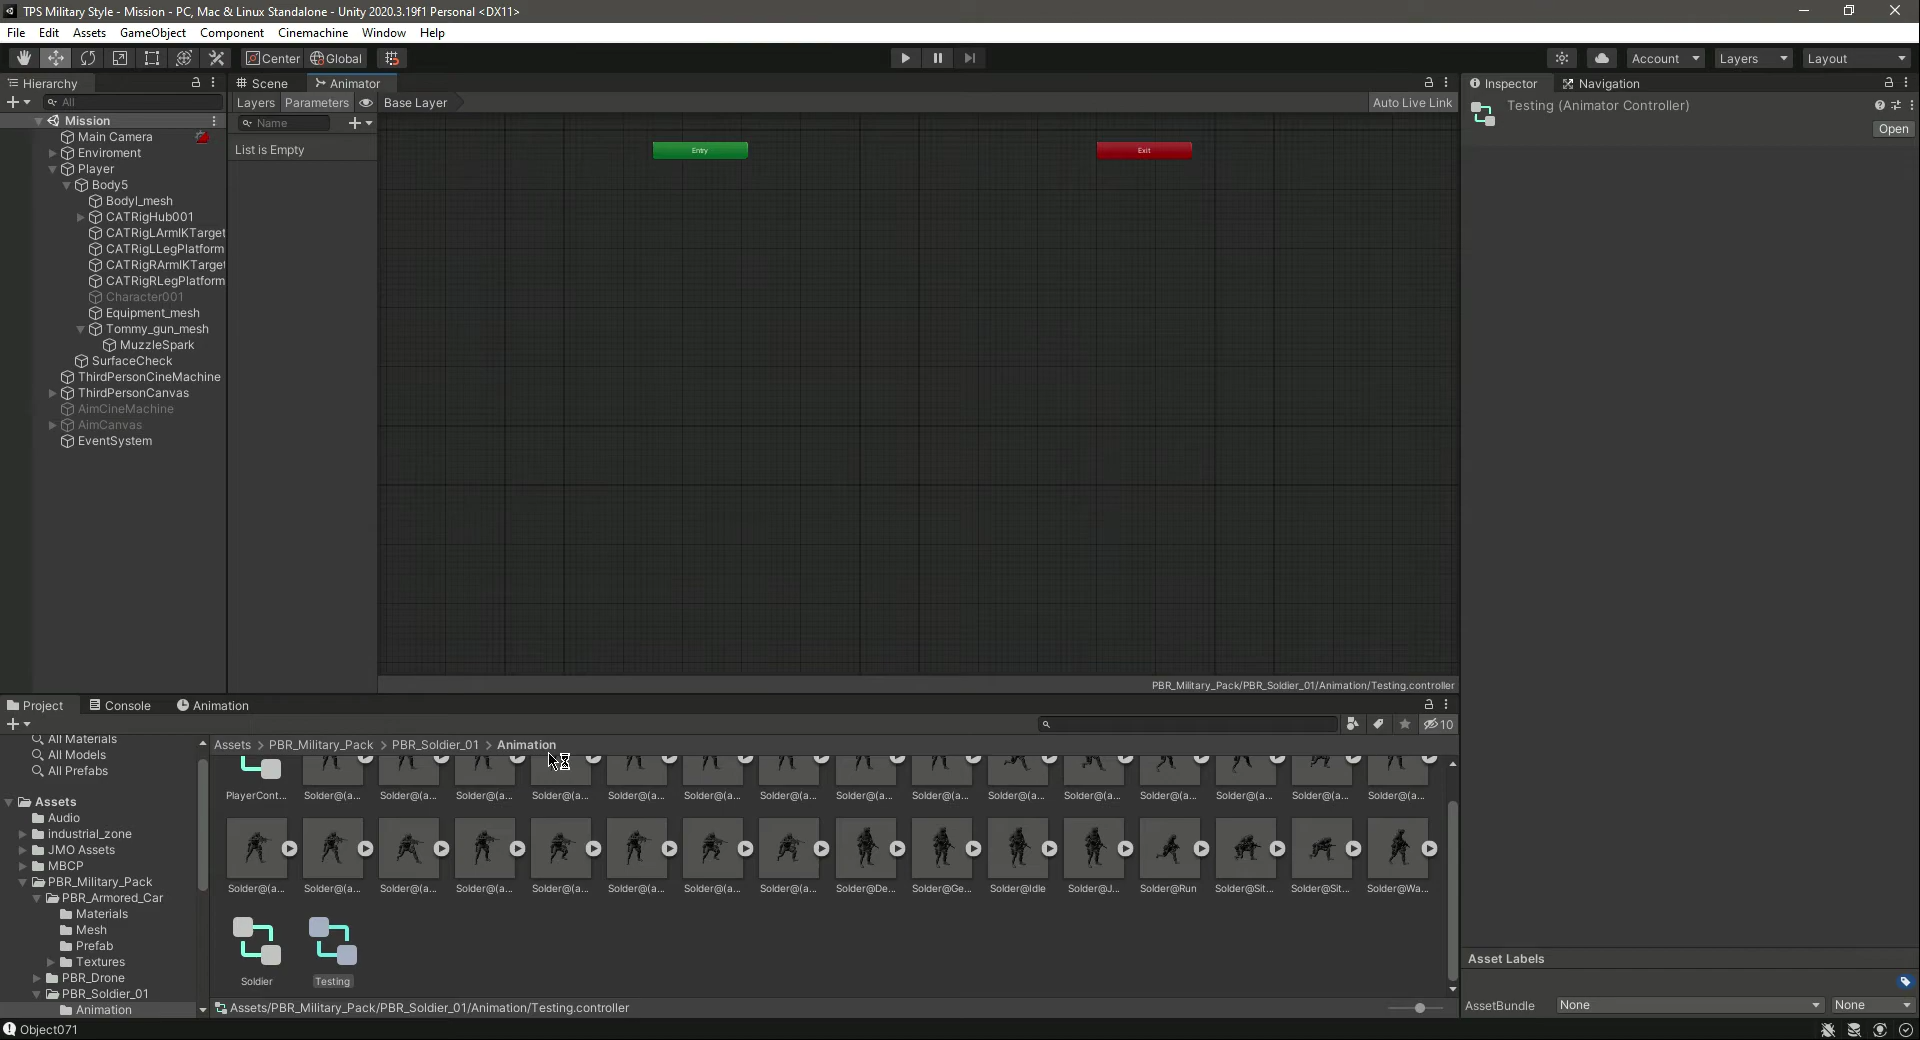 TPS Military Style - Mission - PC, Mac & Linux Standalone - Unity 2020.3.19f1 Personal <DX11>
File Edit Assets GameObject Component Cinemachine Window Help
Center Global Account Layers Layout
Hierarchy
All
Mission
Main Camera
Enviroment
Player
Body5
Bodyl_mesh
CATRigHub001
CATRigLArmIKTarget
CATRigLLegPlatform
CATRigRArmIKTarget
CATRigRLegPlatform
Character001
Equipment_mesh
Tommy_gun_mesh
MuzzleSpark
SurfaceCheck
ThirdPersonCineMachine
ThirdPersonCanvas
AimCineMachine
AimCanvas
EventSystem
Scene Animator
Layers Parameters Base Layer Auto Live Link
Name
List is Empty
Entry
Exit
PBR_Military_Pack/PBR_Soldier_01/Animation/Testing.controller
Inspector Navigation
Testing (Animator Controller)
Open
Asset Labels
AssetBundle None None
Project Console Animation
10
All Materials
All Models
All Prefabs
Assets
Audio
industrial_zone
JMO Assets
MBCP
PBR_Military_Pack
PBR_Armored_Car
Materials
Mesh
Prefab
Textures
PBR_Drone
PBR_Soldier_01
Animation
Assets > PBR_Military_Pack > PBR_Soldier_01 > Animation
PlayerCont... Solder@(a... Solder@(a... Solder@(a... Solder@(a... Solder@(a... Solder@(a... Solder@(a... Solder@(a... Solder@(a... Solder@(a... Solder@(a... Solder@(a... Solder@(a... Solder@(a... Solder@(a...
Solder@(a... Solder@(a... Solder@(a... Solder@(a... Solder@(a... Solder@(a... Solder@(a... Solder@(a... Solder@De... Solder@Ge... Solder@Idle Solder@J... Solder@Run Solder@Sit... Solder@Sit... Solder@Wa...
Soldier Testing
Assets/PBR_Military_Pack/PBR_Soldier_01/Animation/Testing.controller
Object071